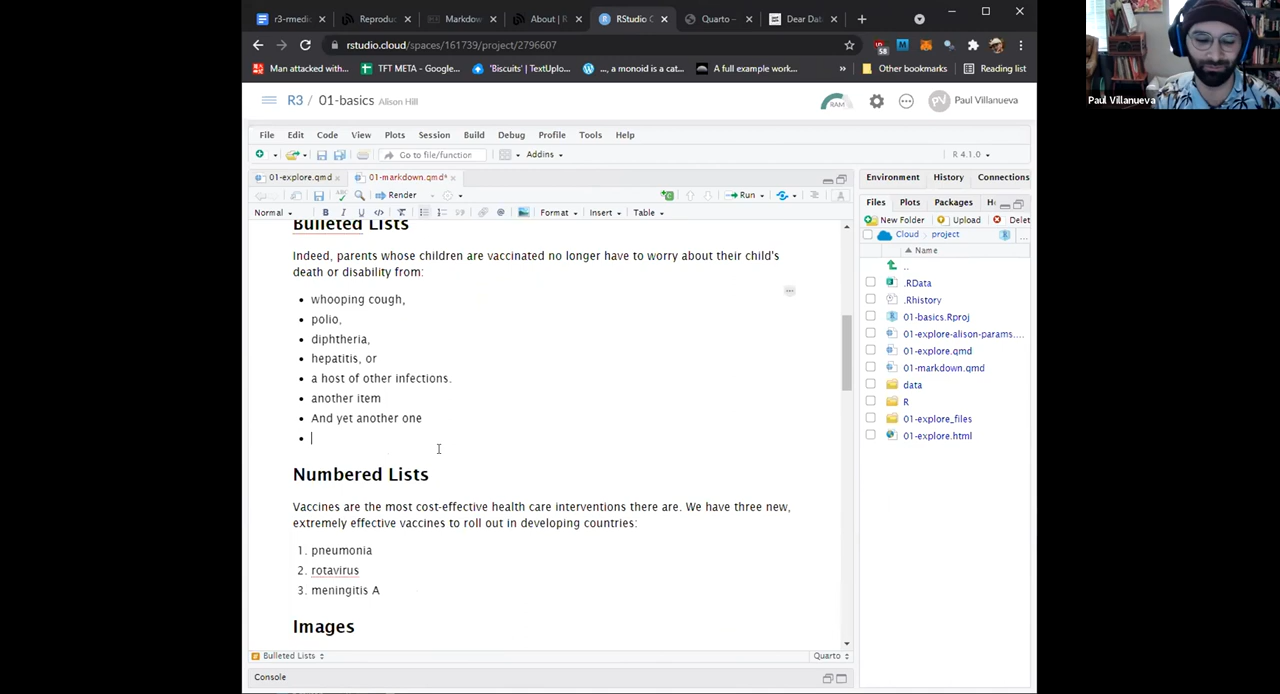 r3-medic
Reproduc
Markdow
About | R
RStudio C
Quarto –
Dear Dat
rstudio.cloud/spaces/161739/project/2796607
58
Man attacked with...
TFT META - Google...
'Biscuits' | TextUplo...
..., a monoid is a cat...
A full example work...
»
Other bookmarks
Reading list
R3 / 01-basics Alison Hill
RAM
PV
Paul Villanueva
Paul Villanueva
File Edit Code View Plots Session Build Debug Profile Tools Help
Go to file/function
Addins
R 4.1.0
01-explore.qmd
01-markdown.qmd*
Render
Run
Normal
B I U </>
Format
Insert
Table
Environment History Connections
Files Plots Packages H
New Folder
Upload
Delet
Cloud project
Name
..
.RData
.Rhistory
01-basics.Rproj
01-explore-alison-params....
01-explore.qmd
01-markdown.qmd
data
R
01-explore_files
01-explore.html
Bulleted Lists
Indeed, parents whose children are vaccinated no longer have to worry about their child's
death or disability from:
• whooping cough,
• polio,
• diphtheria,
• hepatitis, or
• a host of other infections.
• another item
• And yet another one
•
Numbered Lists
Vaccines are the most cost-effective health care interventions there are. We have three new,
extremely effective vaccines to roll out in developing countries:
1. pneumonia
2. rotavirus
3. meningitis A
Images
Bulleted Lists
Quarto
Console